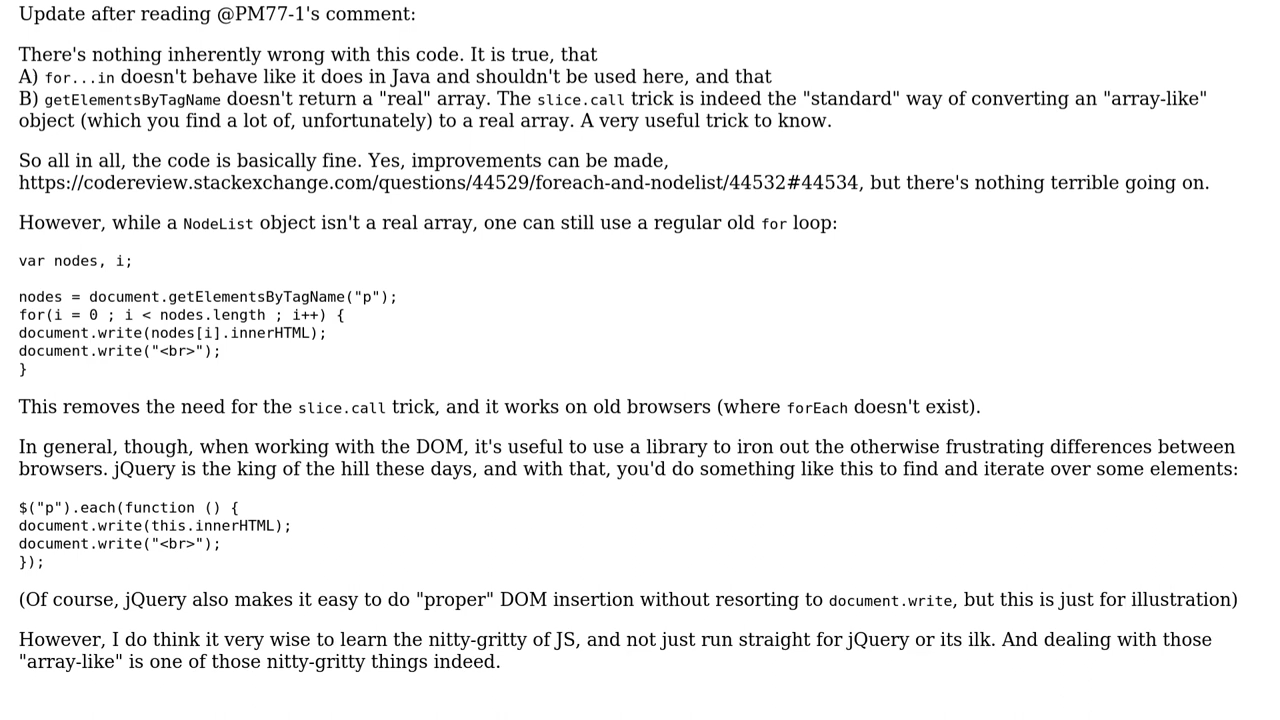 Update after reading @PM77-1's comment:
There's nothing inherently wrong with this code. It is true, that
A) for...in doesn't behave like it does in Java and shouldn't be used here, and that
B) getElementsByTagName doesn't return a "real" array. The slice.call trick is indeed the "standard" way of converting an "array-like"
object (which you find a lot of, unfortunately) to a real array. A very useful trick to know.
So all in all, the code is basically fine. Yes, improvements can be made,
https://codereview.stackexchange.com/questions/44529/foreach-and-nodelist/44532#44534, but there's nothing terrible going on.
However, while a NodeList object isn't a real array, one can still use a regular old for loop:
var nodes, i;
nodes = document.getElementsByTagName("p");
for(i = 0 ; i < nodes.length ; i++) {
document.write(nodes[i].innerHTML);
document.write("<br>");
}
This removes the need for the slice.call trick, and it works on old browsers (where forEach doesn't exist).
In general, though, when working with the DOM, it's useful to use a library to iron out the otherwise frustrating differences between
browsers. jQuery is the king of the hill these days, and with that, you'd do something like this to find and iterate over some elements:
$("p").each(function () {
document.write(this.innerHTML);
document.write("<br>");
});
(Of course, jQuery also makes it easy to do "proper" DOM insertion without resorting to document.write, but this is just for illustration)
However, I do think it very wise to learn the nitty-gritty of JS, and not just run straight for jQuery or its ilk. And dealing with those
"array-like" is one of those nitty-gritty things indeed.